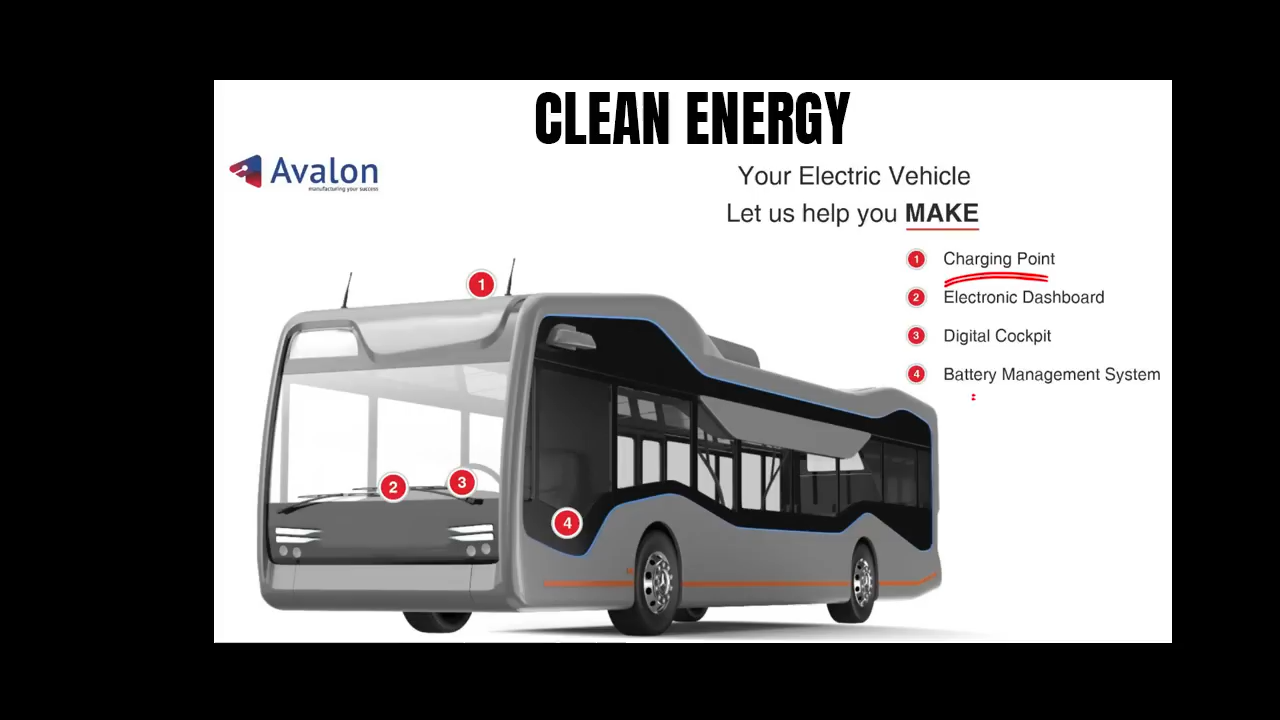 CLEAN ENERGY
Avalon
manufacturing your success
Your Electric Vehicle
Let us help you MAKE
1 Charging Point
2 Electronic Dashboard
3 Digital Cockpit
4 Battery Management System
1
2
3
4